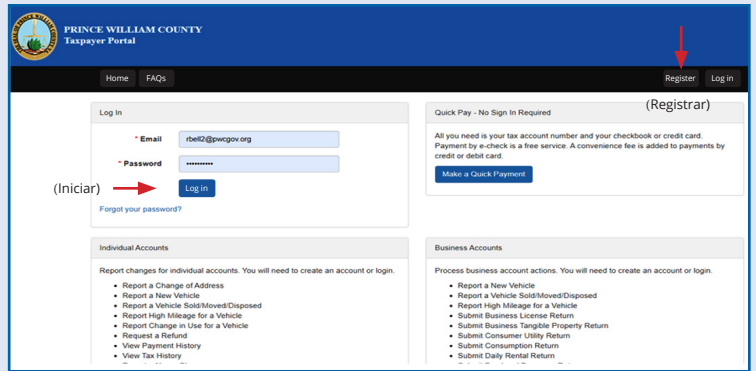 PRINCE WILLIAM COUNTY
Taxpayer Portal
Home FAQs Register Log in
(Registrar)
Log In
* Email rbell2@pwcgov.org
* Password ••••••••••
(Iniciar) Log in
Forgot your password?
Quick Pay - No Sign In Required
All you need is your tax account number and your checkbook or credit card.
Payment by e-check is a free service. A convenience fee is added to payments by
credit or debit card.
Make a Quick Payment
Individual Accounts
Report changes for individual accounts. You will need to create an account or login.
• Report a Change of Address
• Report a New Vehicle
• Report a Vehicle Sold/Moved/Disposed
• Report High Mileage for a Vehicle
• Report Change in Use for a Vehicle
• Request a Refund
• View Payment History
• View Tax History
Business Accounts
Process business account actions. You will need to create an account or login.
• Report a New Vehicle
• Report a Vehicle Sold/Moved/Disposed
• Report High Mileage for a Vehicle
• Submit Business License Return
• Submit Business Tangible Property Return
• Submit Consumer Utility Return
• Submit Consumption Return
• Submit Daily Rental Return